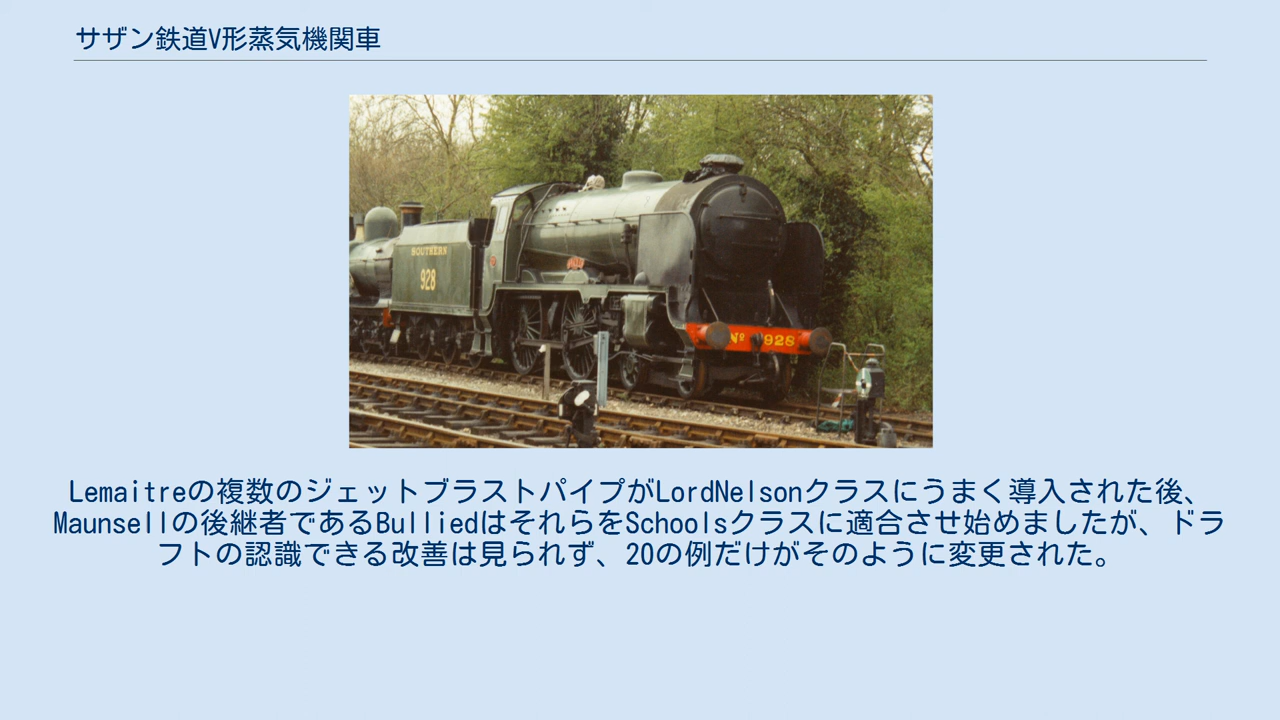 サザン鉄道V形蒸気機関車
SOUTHERN
928
Nº 928
Lemaitreの複数のジェットブラストパイプがLordNelsonクラスにうまく導入された後、
Maunsellの後継者であるBulliedはそれらをSchoolsクラスに適合させ始めましたが、ドラ
フトの認識できる改善は見られず、20の例だけがそのように変更された。